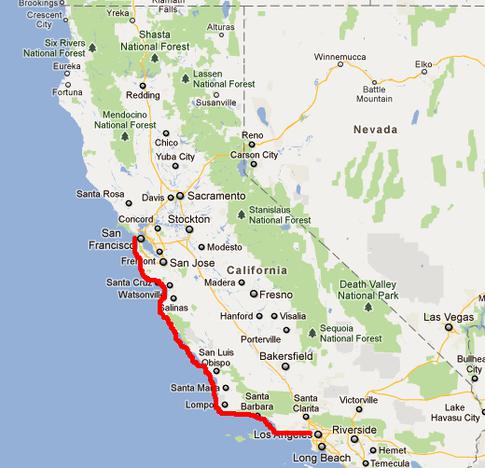 Brookings
Crescent
City
Klamath
Falls
Yreka
Alturas
Shasta
National Forest
Six Rivers
National Forest
Eureka
Fortuna
Redding
Lassen
National Forest
Susanville
Winnemucca
Elko
Battle
Mountain
Mendocino
National Forest
Chico
Yuba City
Reno
Carson City
Nevada
Santa Rosa
Davis
Sacramento
Concord
Stockton
Stanislaus
National Forest
San
Francisco
Modesto
Fremont
San Jose
California
Santa Cruz
Watsonville
Salinas
Madera
Fresno
Death Valley
National Park
Hanford
Visalia
Las Vegas
Sequoia
National Forest
Porterville
San Luis
Obispo
Bakersfield
Bullhea
City
Santa Maria
Lompoc
Santa
Barbara
Santa
Clarita
Victorville
Lake
Havasu City
Los Angeles
Riverside
Long Beach
Hemet
Temecula